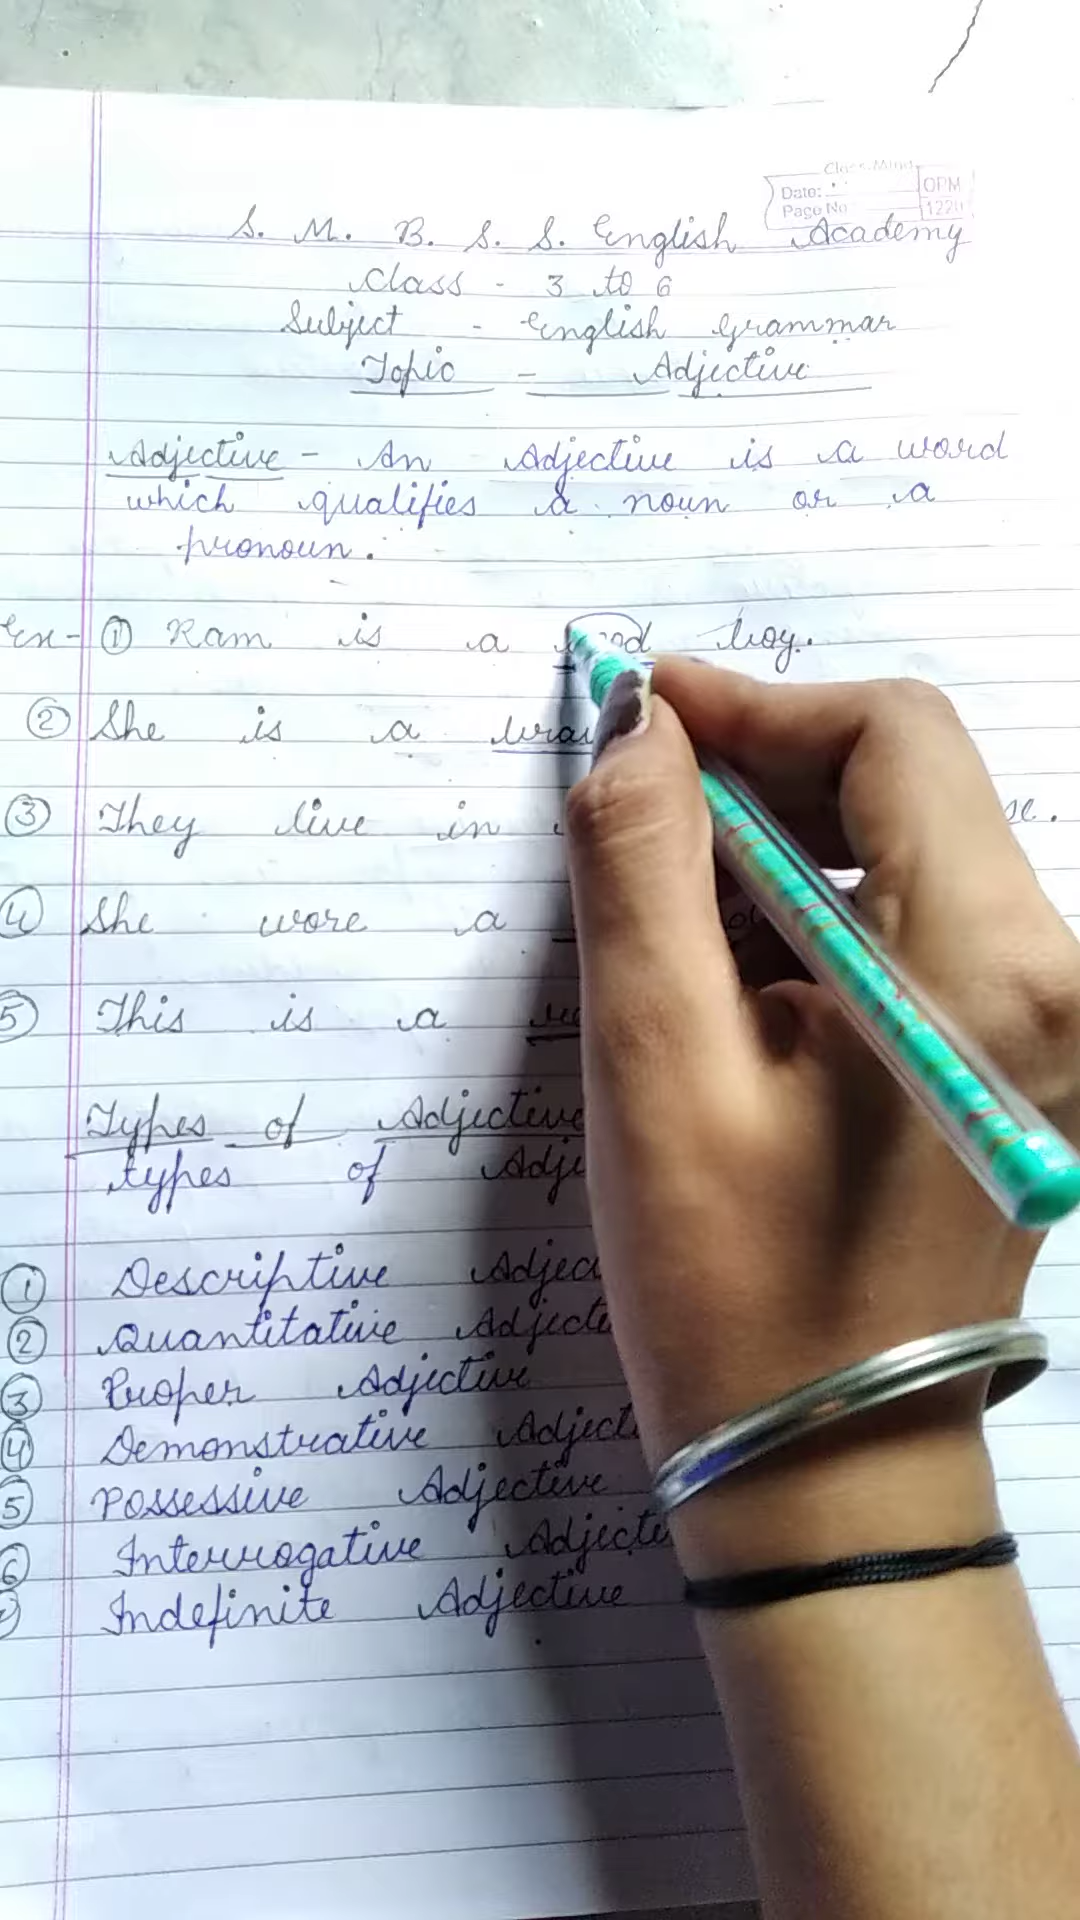 Class Mind
Date:
OPM
Page No
1220
S. M. B. S. S. English Academy
Class - 3 to 6
Subject - English Grammar
Topic - Adjective
Adjective - An Adjective is a word
which qualifies a noun or a
pronoun.
Ex- ① Ram is a good boy.
② She is a
③ They live in
④ She wore a
⑤ This is a
Types of Adjective
types of
① Descriptive
② Quantitative
③ Proper Adjective
④ Demonstrative
⑤ Possessive Adjective
⑥ Interrogative
Indefinite Adjective